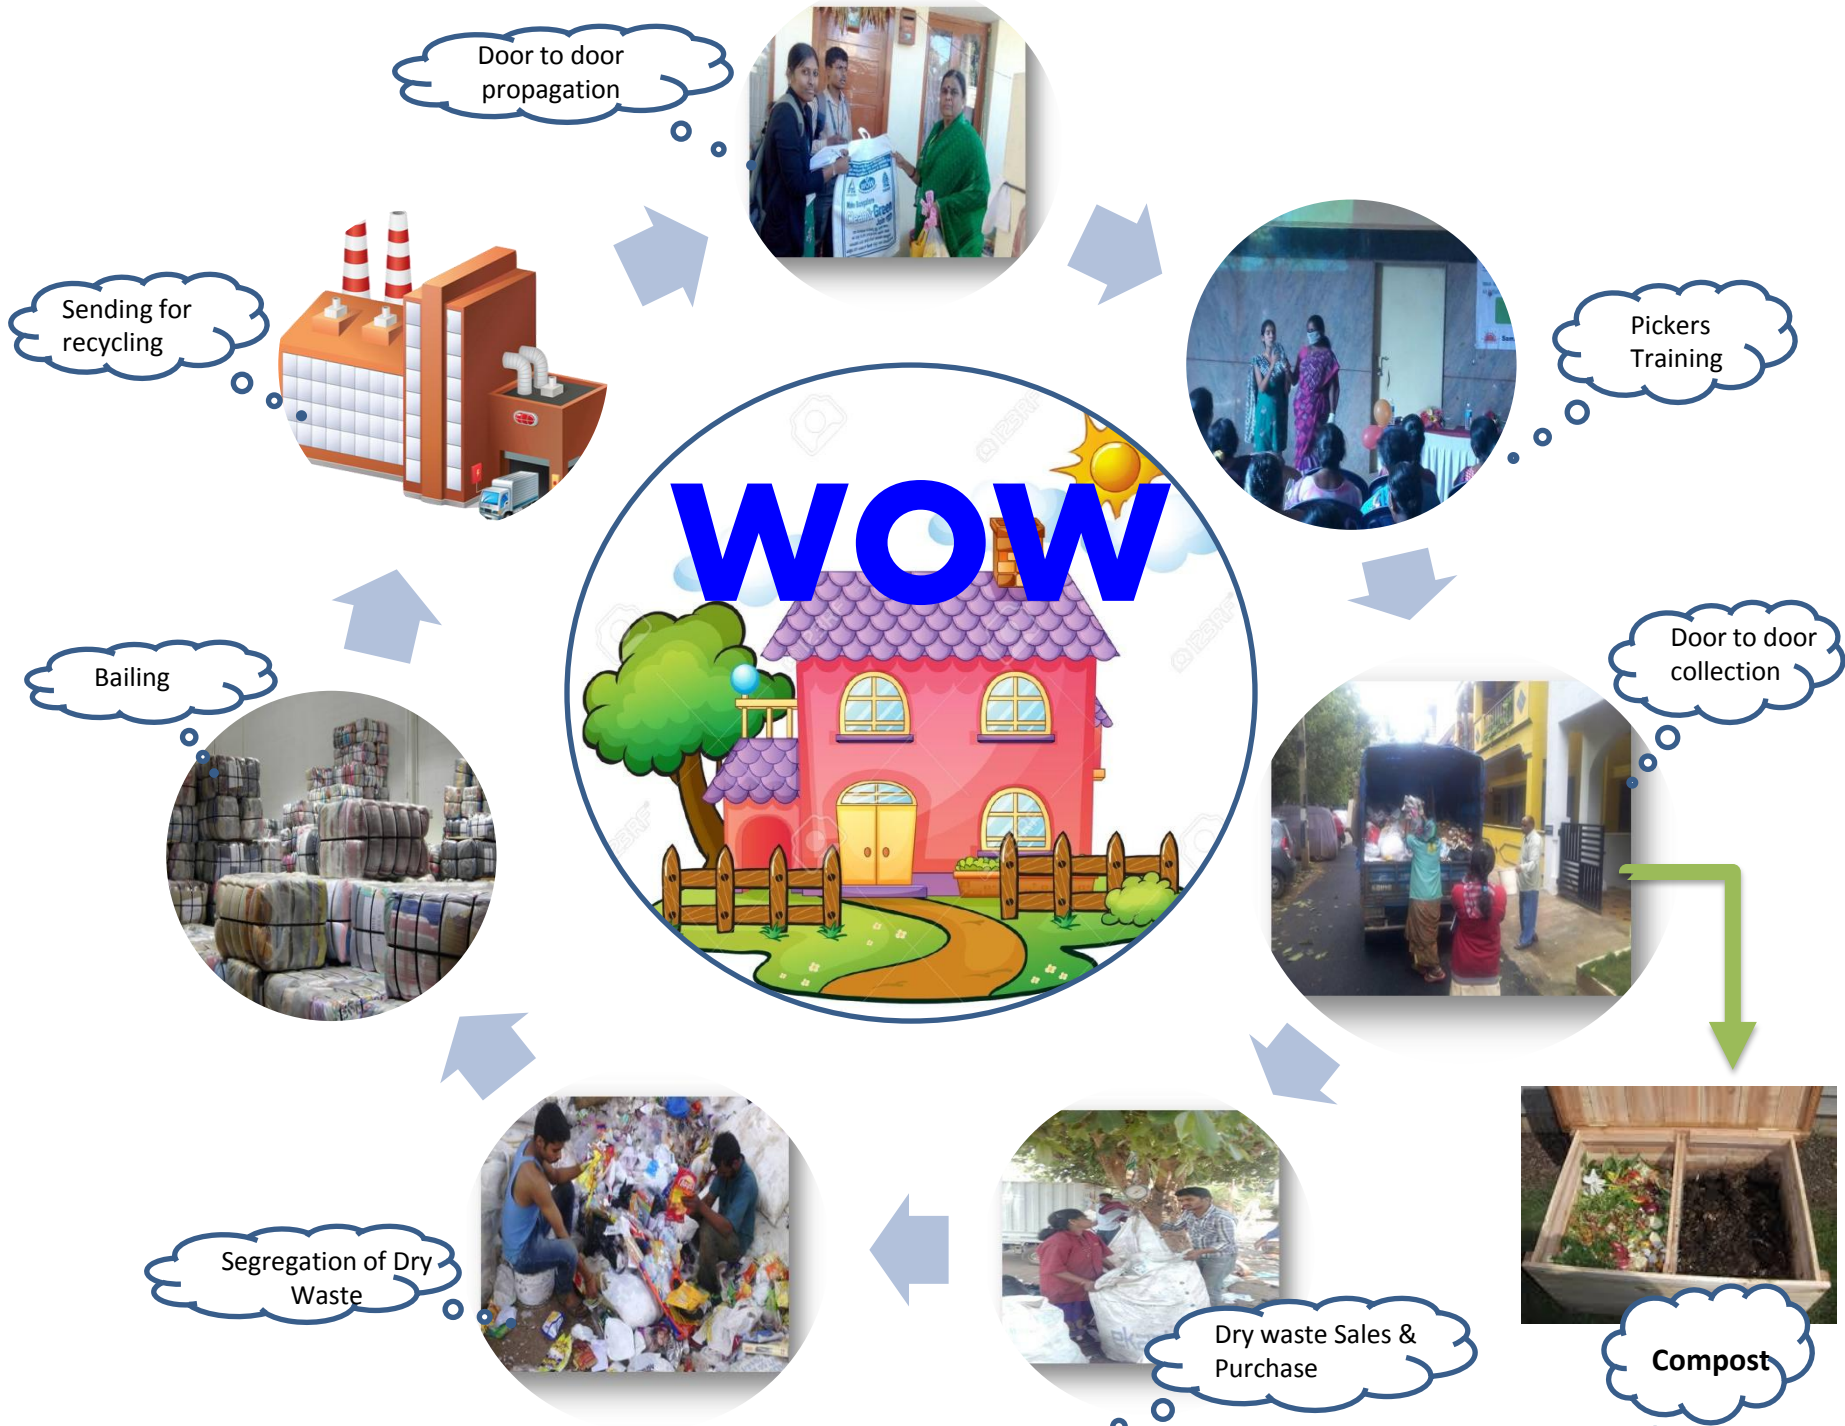 Door to door
propagation
Sending for
recycling
Pickers
Training
WOW
Door to door
collection
Bailing
Segregation of Dry
Waste
Dry waste Sales &
Purchase
Compost